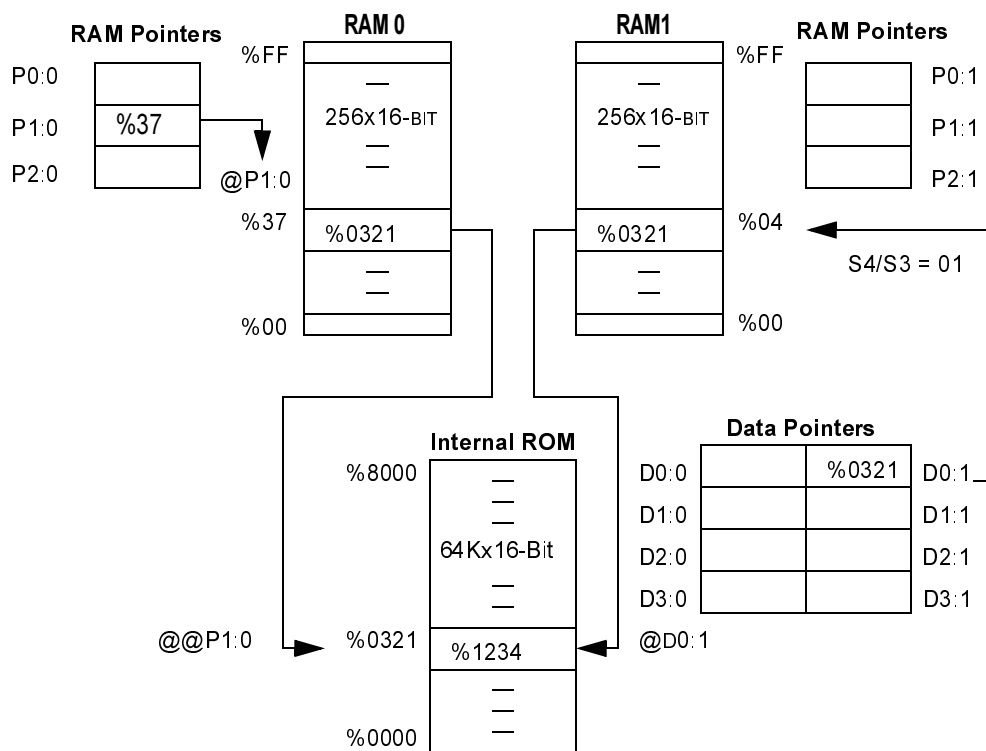 RAM Pointers
RAM 0
RAM1
RAM Pointers
%FF
%FF
P0:0
P0:1
P1:0
%37
256x16-BIT
256x16-BIT
P1:1
P2:0
@P1:0
P2:1
%37
%0321
%0321
%04
S4/S3 = 01
%00
%00
Internal ROM
Data Pointers
%8000
D0:0
%0321
D0:1
D1:0
D1:1
64Kx16-Bit
D2:0
D2:1
D3:0
D3:1
@@P1:0
%0321
%1234
@D0:1
%0000